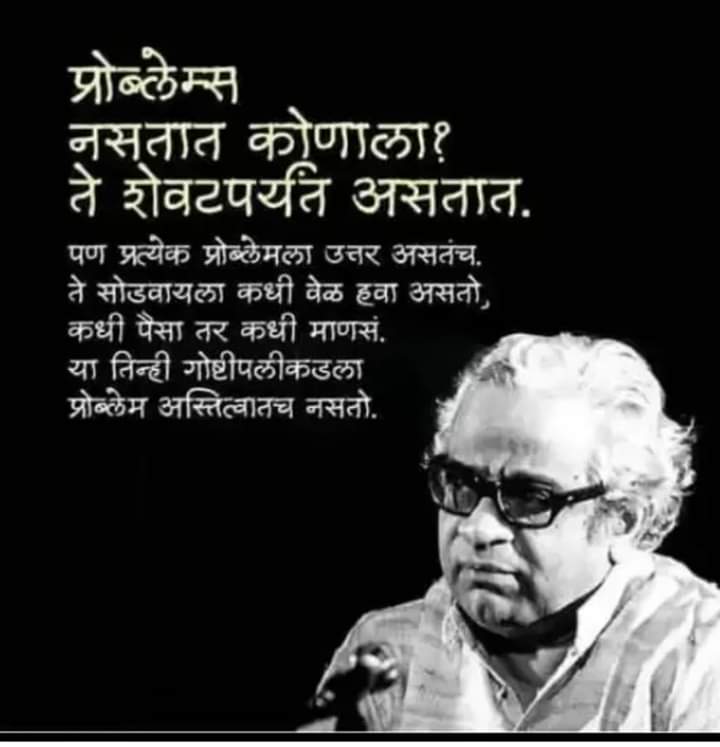 प्रोब्लेम्स
नसतात कोणाला?
ते शेवटपर्यंत असतात.
पण प्रत्येक प्रोब्लेमला उत्तर असतंच.
ते सोडवायला कधी वेळ हवा असतो,
कधी पैसा तर कधी माणसं.
या तिन्ही गोष्टीपलीकडला
प्रोब्लेम अस्तित्वातच नसतो.